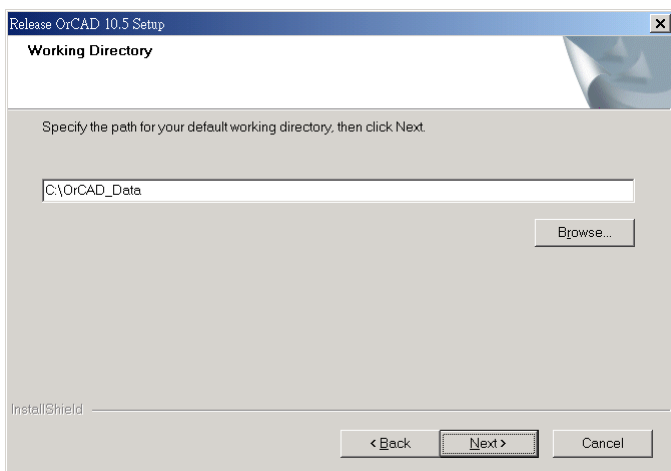 Release OrCAD 10.5 Setup
Working Directory
Specify the path for your default working directory, then click Next.
C:\OrCAD_Data
Browse...
InstallShield
< Back
Next >
Cancel